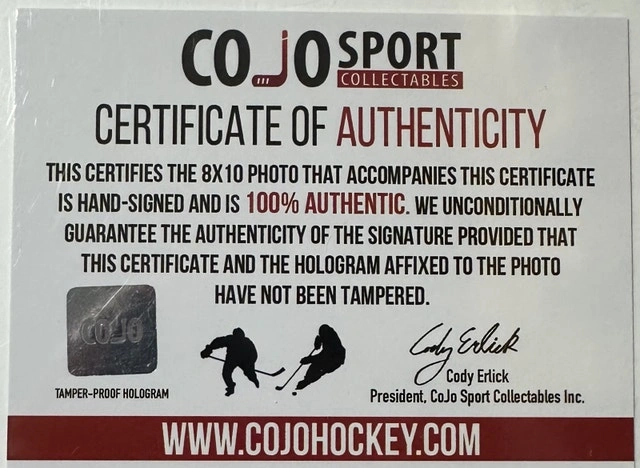 COJO SPORT
COLLECTABLES
CERTIFICATE OF AUTHENTICITY
THIS CERTIFIES THE 8X10 PHOTO THAT ACCOMPANIES THIS CERTIFICATE
IS HAND-SIGNED AND IS 100% AUTHENTIC. WE UNCONDITIONALLY
GUARANTEE THE AUTHENTICITY OF THE SIGNATURE PROVIDED THAT
THIS CERTIFICATE AND THE HOLOGRAM AFFIXED TO THE PHOTO
HAVE NOT BEEN TAMPERED.
COJO
TAMPER-PROOF HOLOGRAM
Cody Erlick
Cody Erlick
President, CoJo Sport Collectables Inc.
WWW.COJOHOCKEY.COM